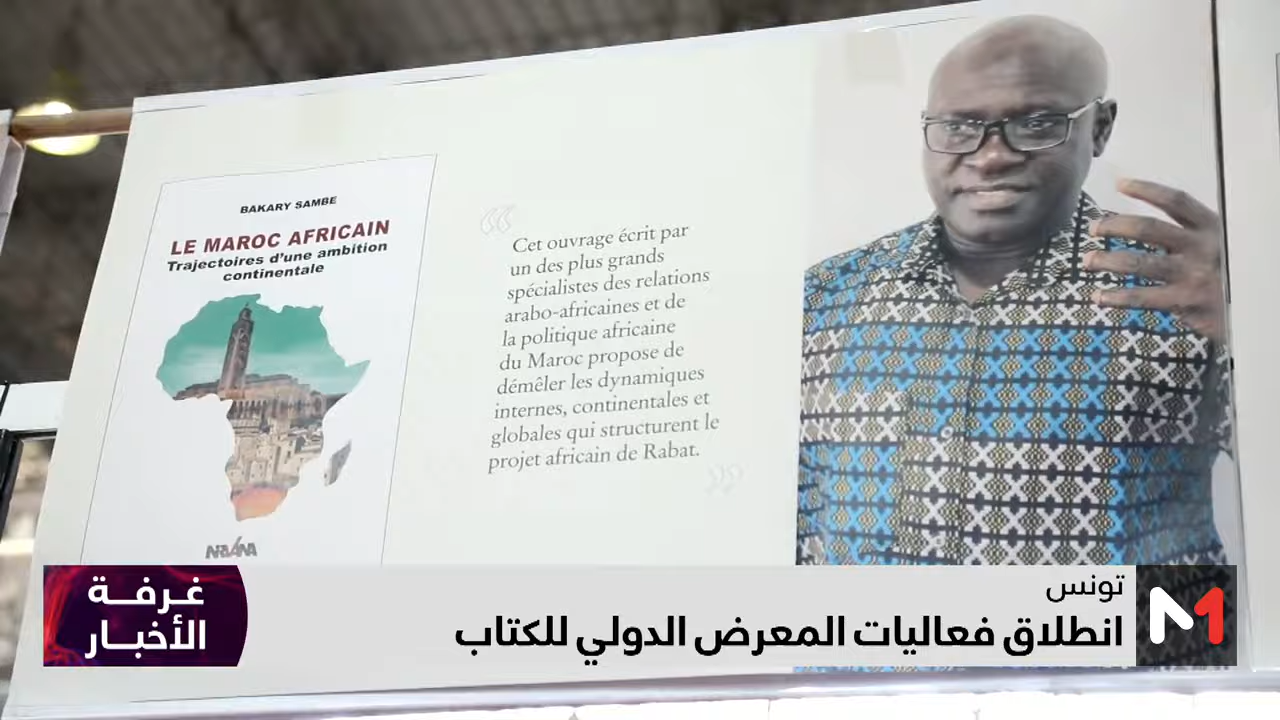 BAKARY SAMBE
LE MAROC AFRICAIN
Trajectoires d'une ambition
continentale
“
Cet ouvrage écrit par
un des plus grands
spécialistes des relations
arabo-africaines et de
la politique africaine
du Maroc propose de
démêler les dynamiques
internes, continentales et
globales qui structurent le
projet africain de Rabat.
”
غرفة
الأخبار
تونس
انطلاق فعاليات المعرض الدولي للكتاب
M1